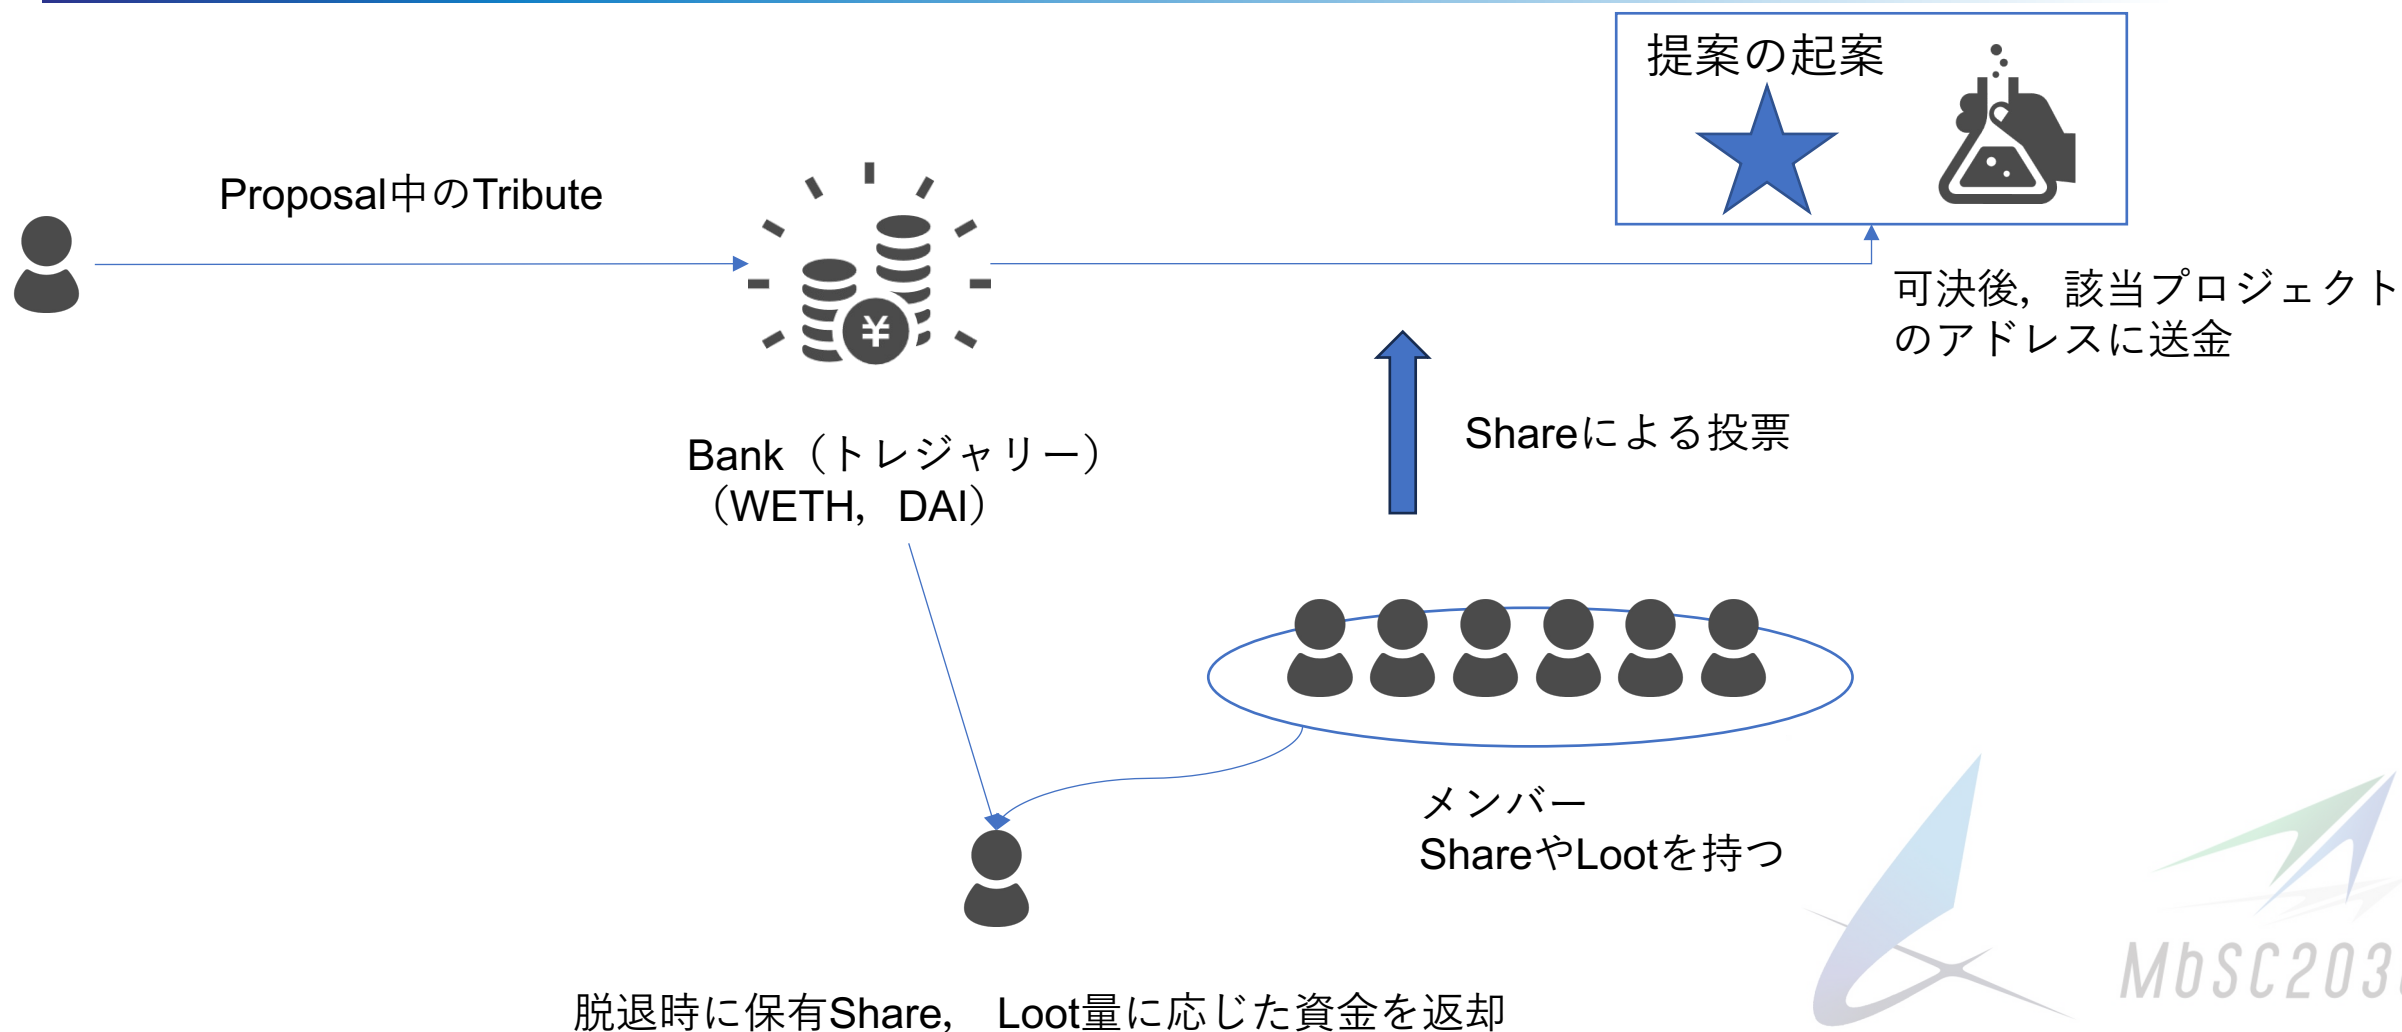 提案の起案
Proposal中のTribute
¥
可決後，該当プロジェクト
のアドレスに送金
Shareによる投票
Bank（トレジャリー）
（WETH，DAI）
メンバー
ShareやLootを持つ
脱退時に保有Share，Loot量に応じた資金を返却
MbSC2030